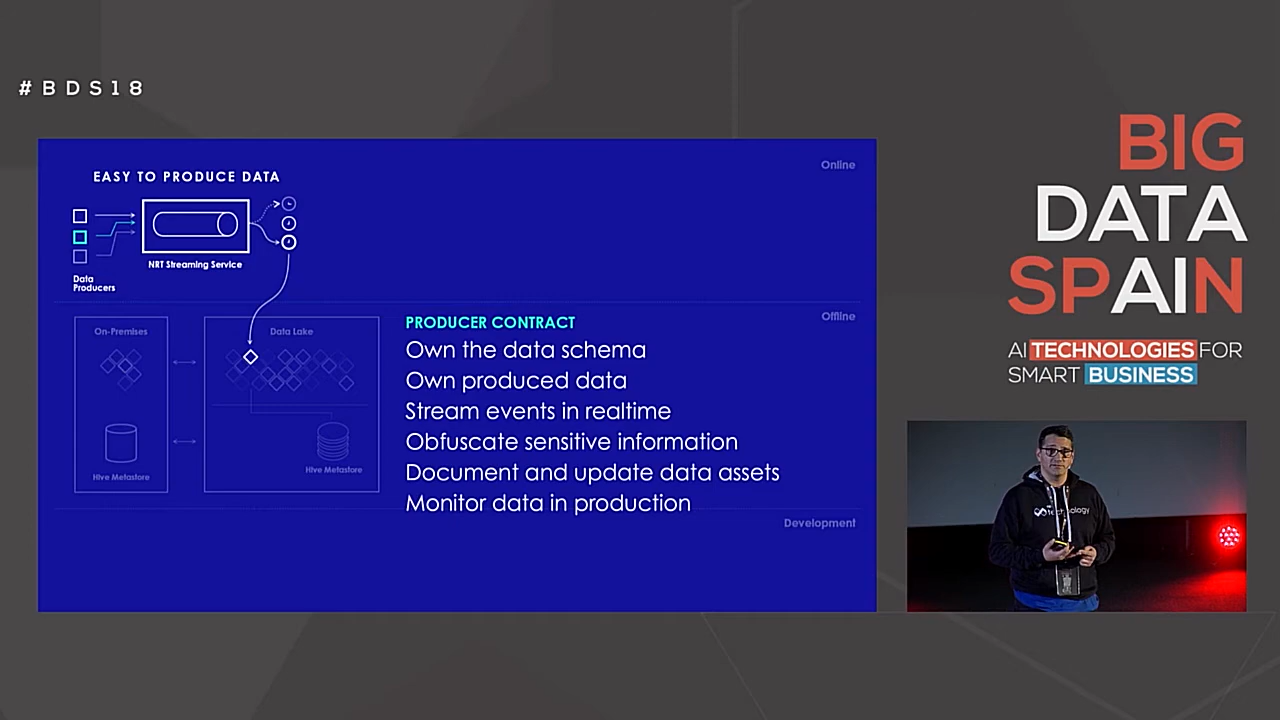 #BDS18
EASY TO PRODUCE DATA
Online
NRT Streaming Service
Data
Producers
On-Premises
Data Lake
Offline
Hive Metastore
Hive Metastore
PRODUCER CONTRACT
Own the data schema
Own produced data
Stream events in realtime
Obfuscate sensitive information
Document and update data assets
Monitor data in production
Development
BIG
DATA
SPAIN
AI TECHNOLOGIES FOR
SMART BUSINESS
technology